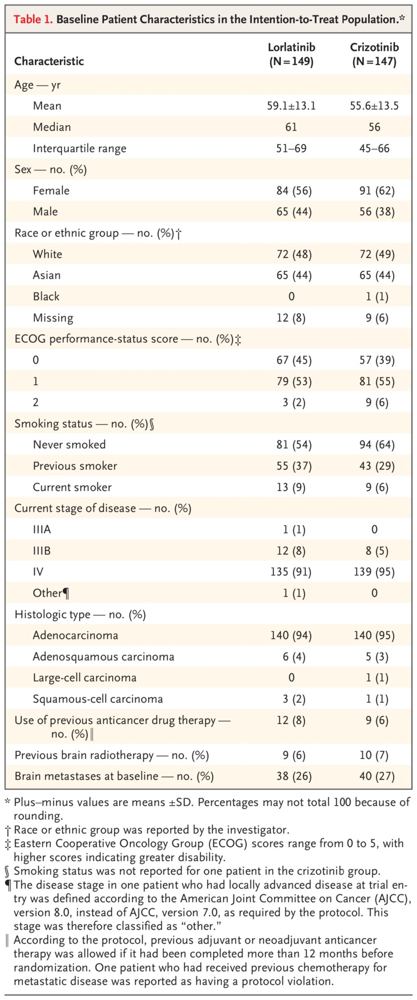 Table 1. Baseline Patient Characteristics in the Intention-to-Treat Population.*
Characteristic Lorlatinib (N=149) Crizotinib (N=147)
Age — yr
Mean 59.1±13.1 55.6±13.5
Median 61 56
Interquartile range 51–69 45–66
Sex — no. (%)
Female 84 (56) 91 (62)
Male 65 (44) 56 (38)
Race or ethnic group — no. (%)†
White 72 (48) 72 (49)
Asian 65 (44) 65 (44)
Black 0 1 (1)
Missing 12 (8) 9 (6)
ECOG performance-status score — no. (%)‡
0 67 (45) 57 (39)
1 79 (53) 81 (55)
2 3 (2) 9 (6)
Smoking status — no. (%)§
Never smoked 81 (54) 94 (64)
Previous smoker 55 (37) 43 (29)
Current smoker 13 (9) 9 (6)
Current stage of disease — no. (%)
IIIA 1 (1) 0
IIIB 12 (8) 8 (5)
IV 135 (91) 139 (95)
Other¶ 1 (1) 0
Histologic type — no. (%)
Adenocarcinoma 140 (94) 140 (95)
Adenosquamous carcinoma 6 (4) 5 (3)
Large-cell carcinoma 0 1 (1)
Squamous-cell carcinoma 3 (2) 1 (1)
Use of previous anticancer drug therapy — 12 (8) 9 (6)
no. (%)‖
Previous brain radiotherapy — no. (%) 9 (6) 10 (7)
Brain metastases at baseline — no. (%) 38 (26) 40 (27)
* Plus–minus values are means ±SD. Percentages may not total 100 because of
rounding.
† Race or ethnic group was reported by the investigator.
‡ Eastern Cooperative Oncology Group (ECOG) scores range from 0 to 5, with
higher scores indicating greater disability.
§ Smoking status was not reported for one patient in the crizotinib group.
¶ The disease stage in one patient who had locally advanced disease at trial en-
try was defined according to the American Joint Committee on Cancer (AJCC),
version 8.0, instead of AJCC, version 7.0, as required by the protocol. This
stage was therefore classified as “other.”
‖ According to the protocol, previous adjuvant or neoadjuvant anticancer
therapy was allowed if it had been completed more than 12 months before
randomization. One patient who had received previous chemotherapy for
metastatic disease was reported as having a protocol violation.